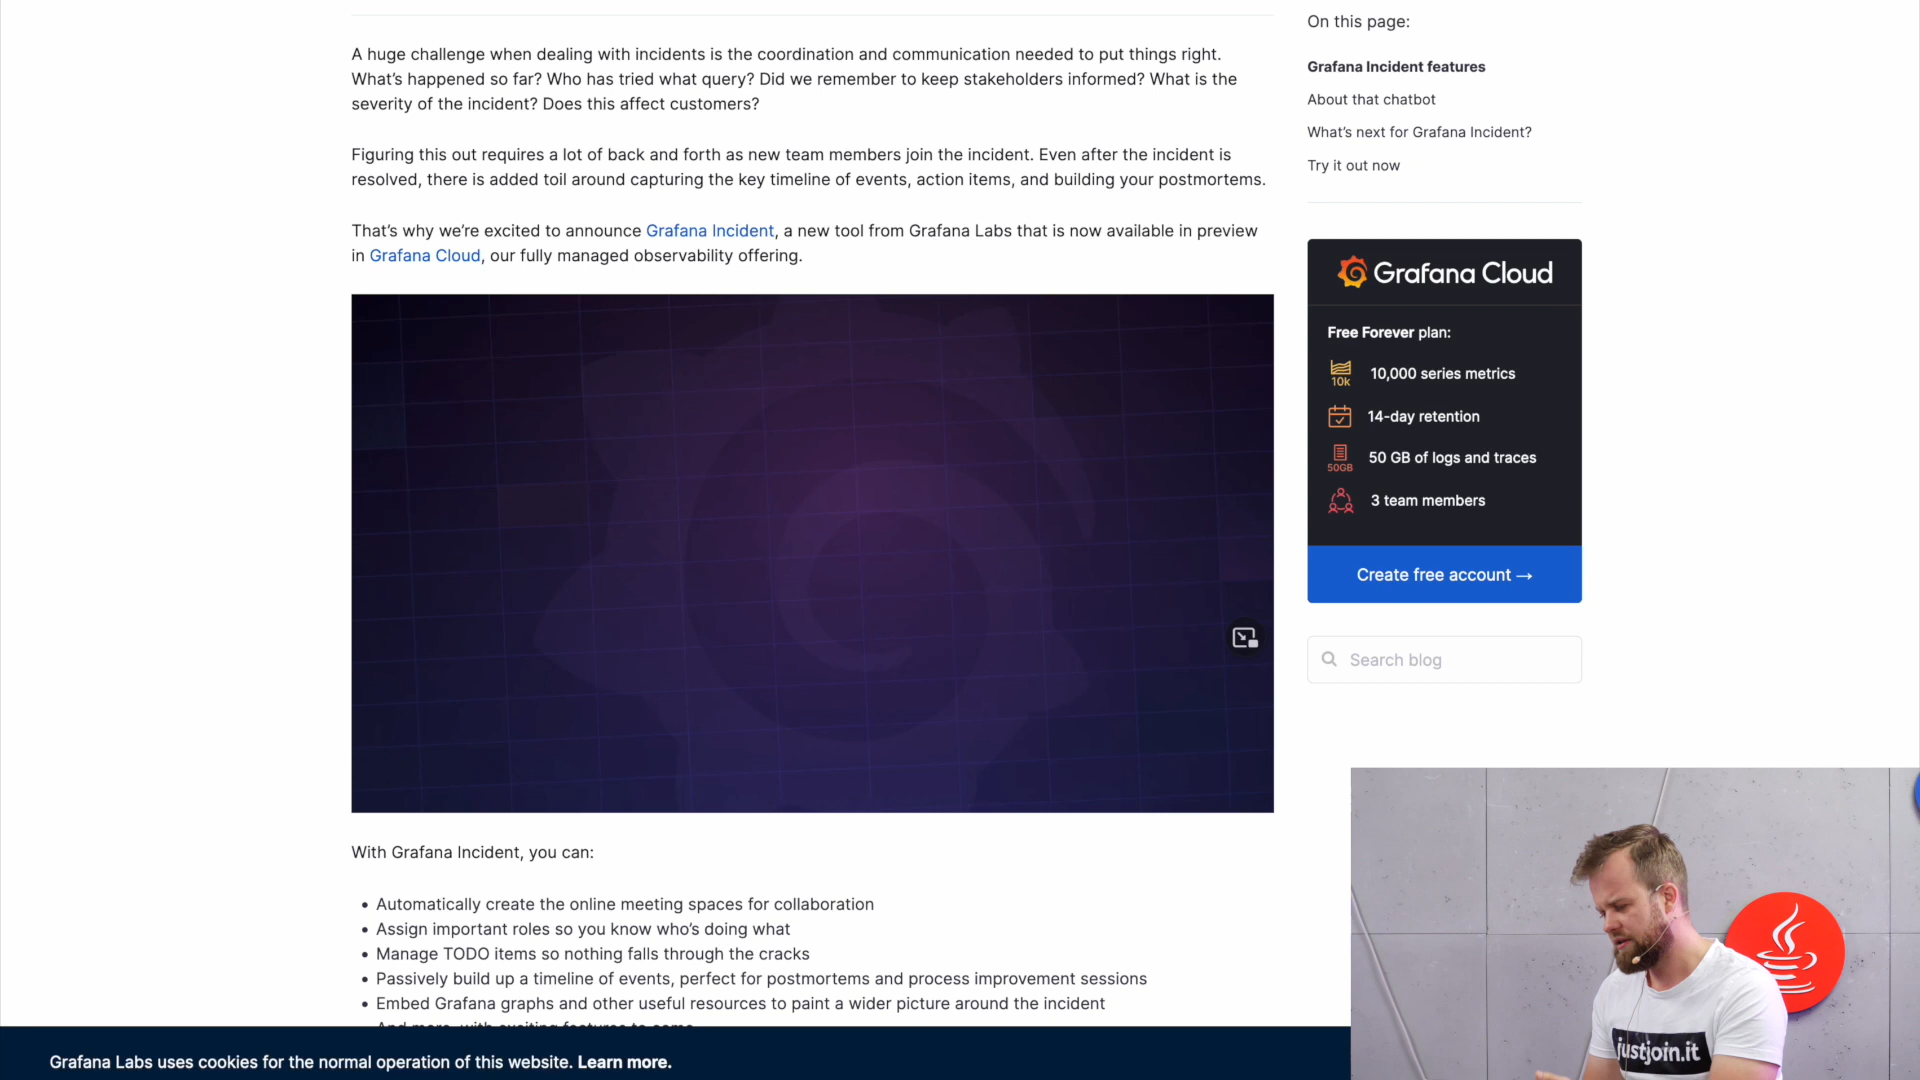 A huge challenge when dealing with incidents is the coordination and communication needed to put things right.
What’s happened so far? Who has tried what query? Did we remember to keep stakeholders informed? What is the
severity of the incident? Does this affect customers?
Figuring this out requires a lot of back and forth as new team members join the incident. Even after the incident is
resolved, there is added toil around capturing the key timeline of events, action items, and building your postmortems.
That’s why we’re excited to announce Grafana Incident, a new tool from Grafana Labs that is now available in preview
in Grafana Cloud, our fully managed observability offering.
With Grafana Incident, you can:
• Automatically create the online meeting spaces for collaboration
• Assign important roles so you know who’s doing what
• Manage TODO items so nothing falls through the cracks
• Passively build up a timeline of events, perfect for postmortems and process improvement sessions
• Embed Grafana graphs and other useful resources to paint a wider picture around the incident
And more, with exciting features to come
Grafana Labs uses cookies for the normal operation of this website. Learn more.
On this page:
Grafana Incident features
About that chatbot
What’s next for Grafana Incident?
Try it out now
Grafana Cloud
Free Forever plan:
10k
10,000 series metrics
14-day retention
50GB
50 GB of logs and traces
3 team members
Create free account →
Search blog
justjoin.it